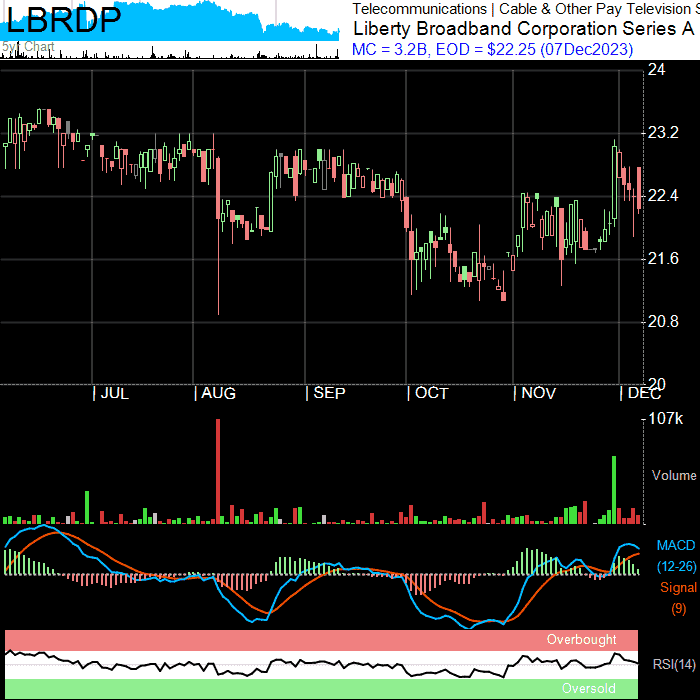 LBRDP
Telecommunications | Cable & Other Pay Television S
Liberty Broadband Corporation Series A
5yr Chart
MC = 3.2B, EOD = $22.25 (07Dec2023)
24
23.2
22.4
21.6
20.8
20
| JUL | AUG | SEP | OCT | NOV | DEC
107k
Volume
MACD
(12-26)
Signal
(9)
Overbought
RSI(14)
Oversold